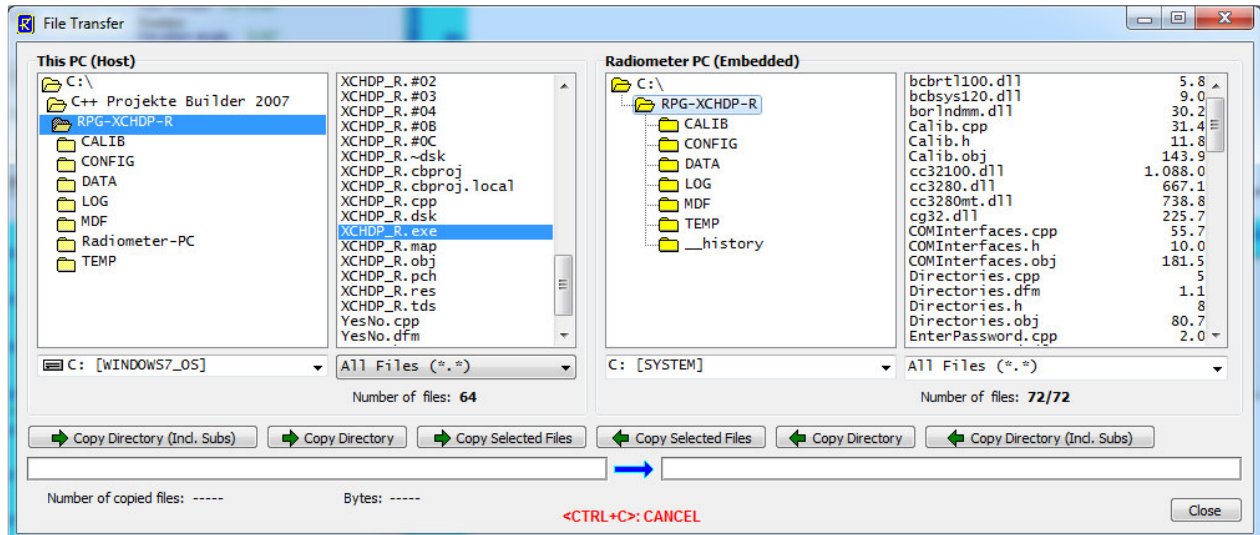 File Transfer
This PC (Host)
C:\
C++ Projekte Builder 2007
RPG-XCHDP-R
CALIB
CONFIG
DATA
LOG
MDF
Radiometer-PC
TEMP
XCHDP_R.#02
XCHDP_R.#03
XCHDP_R.#04
XCHDP_R.#0B
XCHDP_R.#0C
XCHDP_R.~dsk
XCHDP_R.cbproj
XCHDP_R.cbproj.local
XCHDP_R.cpp
XCHDP_R.dsk
XCHDP_R.exe
XCHDP_R.map
XCHDP_R.obj
XCHDP_R.pch
XCHDP_R.res
XCHDP_R.tds
YesNo.cpp
YesNo.dfm
C: [WINDOWS7_OS]
All Files (*.*)
Number of files: 64
Radiometer PC (Embedded)
C:\
RPG-XCHDP-R
CALIB
CONFIG
DATA
LOG
MDF
TEMP
__history
bcbrtl100.dll 5.8
bcbsys120.dll 9.0
borlndmm.dll 30.2
Calib.cpp 31.4
Calib.h 11.8
Calib.obj 143.9
cc32100.dll 1.088.0
cc3280.dll 667.1
cc3280mt.dll 738.8
cg32.dll 225.7
COMInterfaces.cpp 55.7
COMInterfaces.h 10.0
COMInterfaces.obj 181.5
Directories.cpp 5
Directories.dfm 1.1
Directories.h 8
Directories.obj 80.7
EnterPassword.cpp 2.0
C: [SYSTEM]
All Files (*.*)
Number of files: 72/72
Copy Directory (Incl. Subs) Copy Directory Copy Selected Files Copy Selected Files Copy Directory Copy Directory (Incl. Subs)
Number of copied files: ----- Bytes: -----
<CTRL+C>: CANCEL
Close